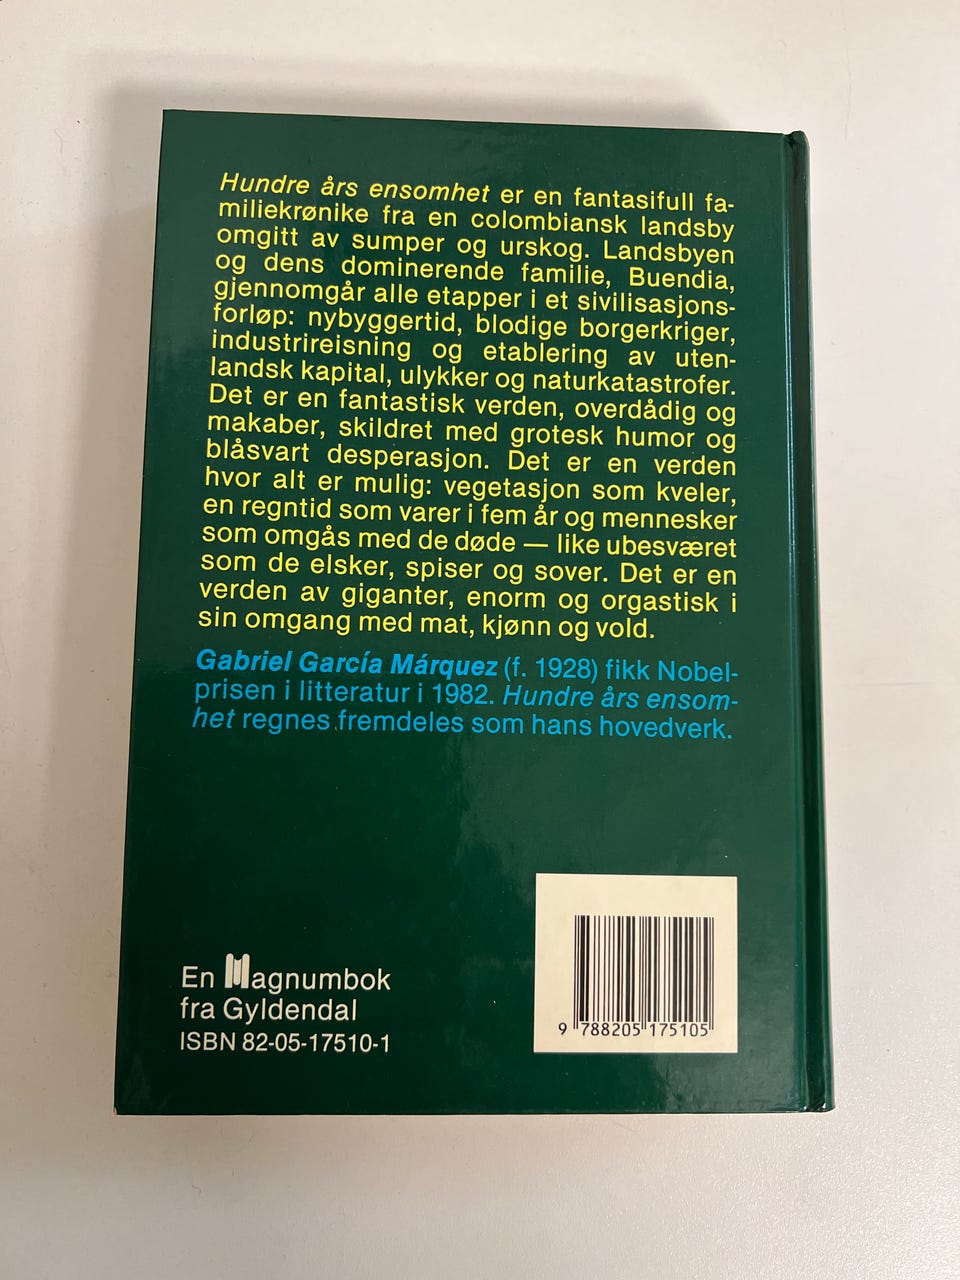 Hundre års ensomhet er en fantasifull fa-
miliekrønike fra en colombiansk landsby
omgitt av sumper og urskog. Landsbyen
og dens dominerende familie, Buendia,
gjennomgår alle etapper i et sivilisasjons-
forløp: nybyggertid, blodige borgerkriger,
industrireisning og etablering av uten-
landsk kapital, ulykker og naturkatastrofer.
Det er en fantastisk verden, overdådig og
makaber, skildret med grotesk humor og
blåsvart desperasjon. Det er en verden
hvor alt er mulig: vegetasjon som kveler,
en regntid som varer i fem år og mennesker
som omgås med de døde — like ubesværet
som de elsker, spiser og sover. Det er en
verden av giganter, enorm og orgastisk i
sin omgang med mat, kjønn og vold.
Gabriel García Márquez (f. 1928) fikk Nobel-
prisen i litteratur i 1982. Hundre års ensom-
het regnes fremdeles som hans hovedverk.
En Magnumbok
fra Gyldendal
ISBN 82-05-17510-1
9 788205 175105